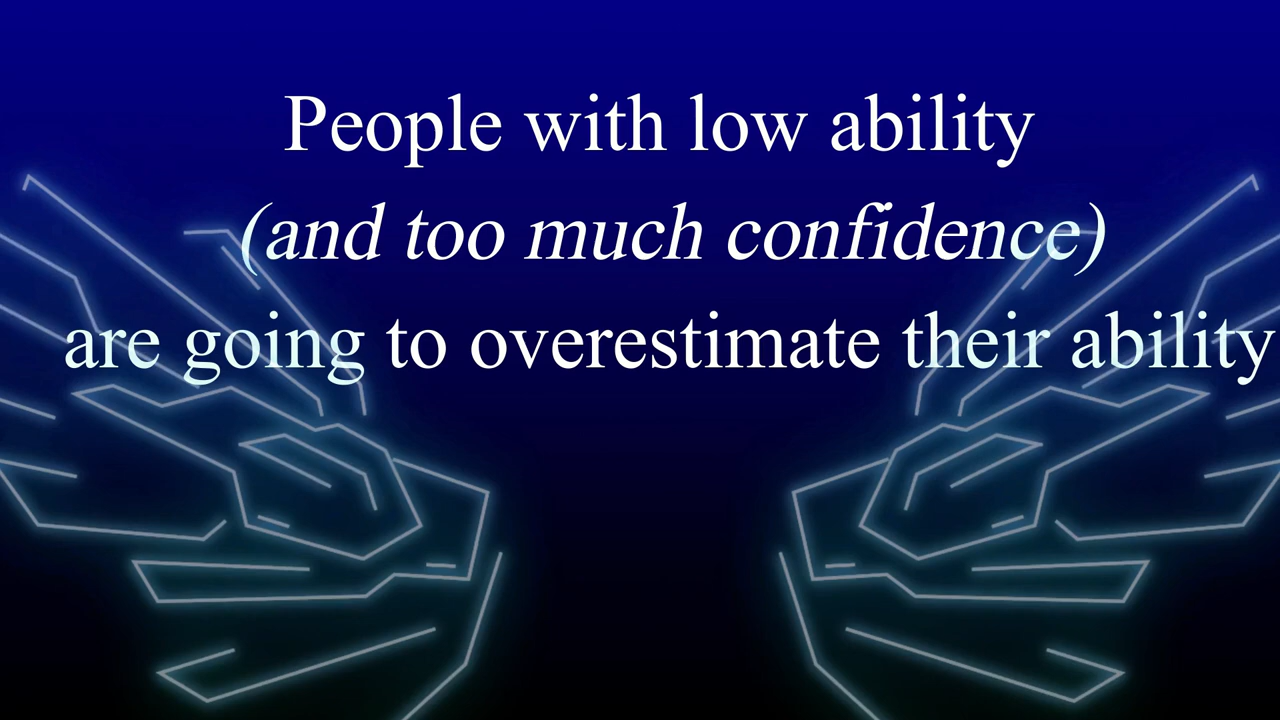 People with low ability
(and too much confidence)
are going to overestimate their ability